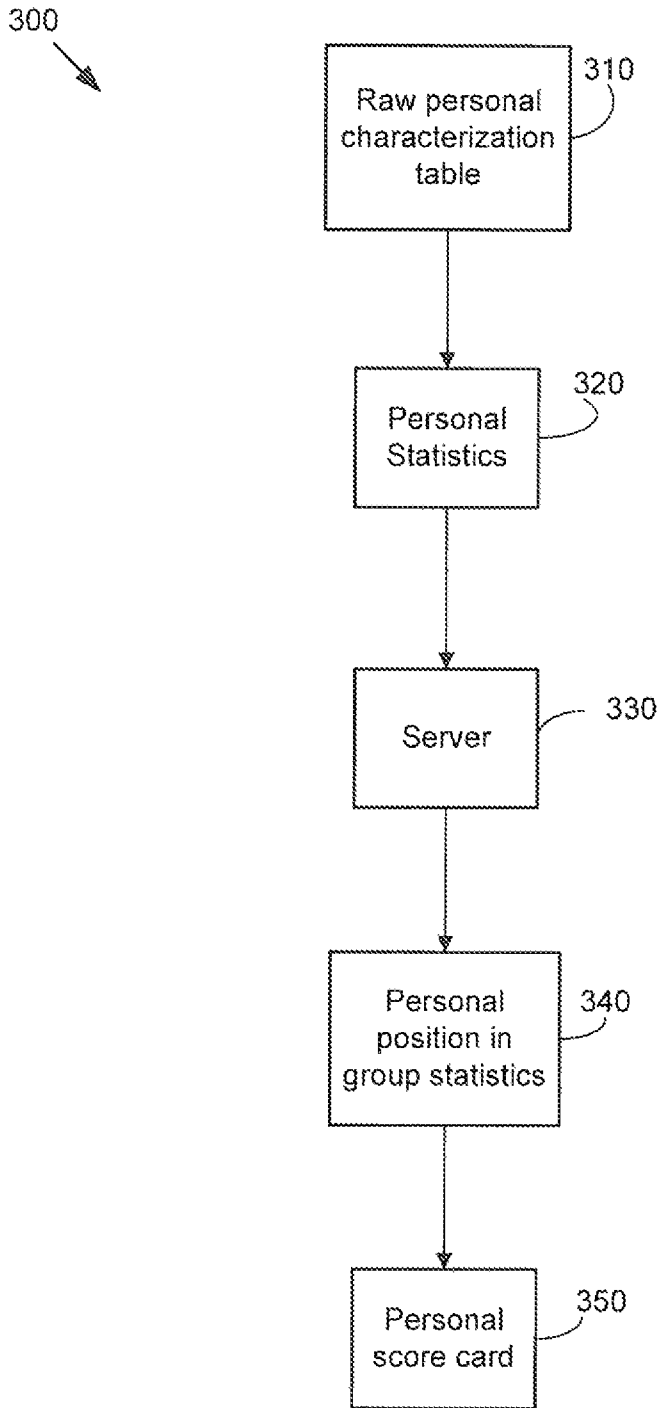 300
310
Raw personal
characterization
table
320
Personal
Statistics
330
Server
340
Personal
position in
group statistics
350
Personal
score card